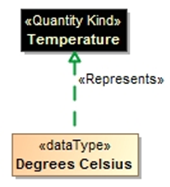 «Quantity Kind»
Temperature
«Represents»
«dataType»
Degrees Celsius